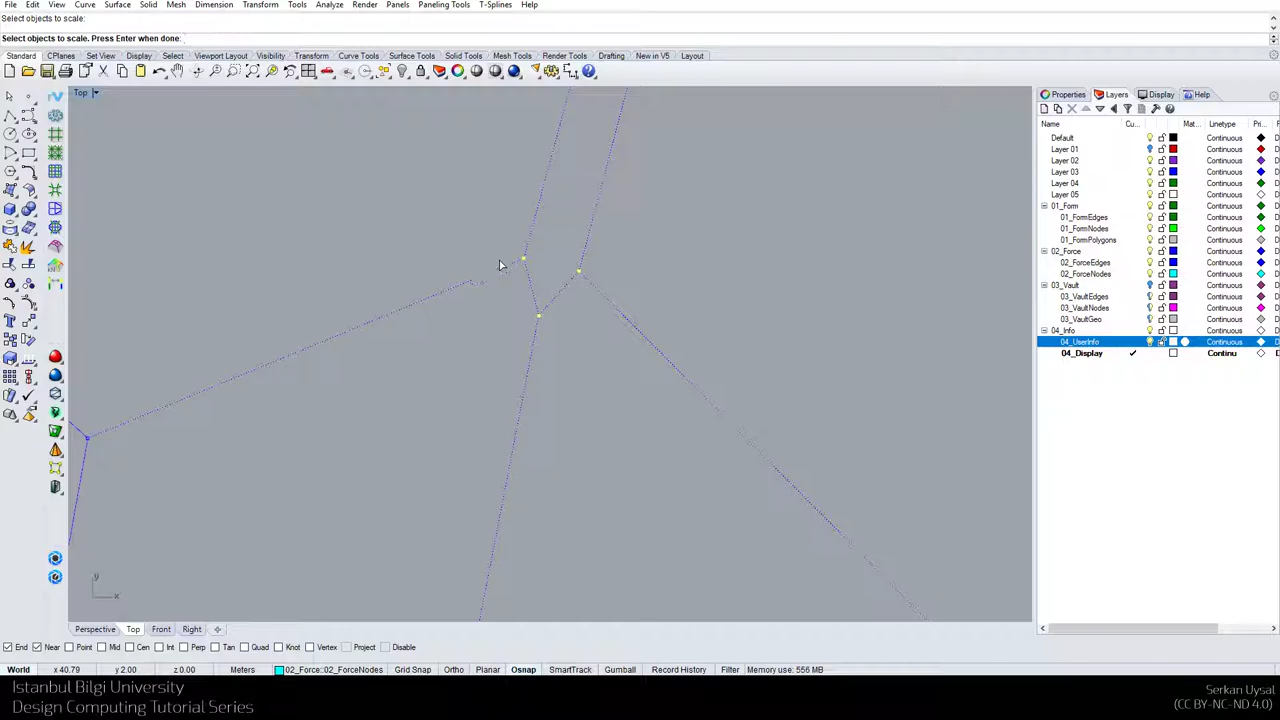 File Edit View Curve Surface Solid Mesh Dimension Transform Tools Analyze Render Panels Paneling Tools T-Splines Help
Select objects to scale:
Select objects to scale. Press Enter when done:
Standard CPlanes Set View Display Select Viewport Layout Visibility Transform Curve Tools Surface Tools Solid Tools Mesh Tools Render Tools Drafting New in V5 Layout
Top
Properties Layers Display Help
Name Cu... Mat... Linetype Pri...
Default Continuous
Layer 01 Continuous
Layer 02 Continuous
Layer 03 Continuous
Layer 04 Continuous
Layer 05 Continuous
01_Form Continuous
01_FormEdges Continuous
01_FormNodes Continuous
01_FormPolygons Continuous
02_Force Continuous
02_ForceEdges Continuous
02_ForceNodes Continuous
03_Vault Continuous
03_VaultEdges Continuous
03_VaultNodes Continuous
03_VaultGeo Continuous
04_Info Continuous
04_UserInfo Continuous
04_Display Continu
y
x
Perspective Top Front Right
End Near Point Mid Cen Int Perp Tan Quad Knot Vertex Project Disable
World x 40.79 y 2.00 z 0.00 Meters 02_Force::02_ForceNodes Grid Snap Ortho Planar Osnap SmartTrack Gumball Record History Filter Memory use: 556 MB
Istanbul Bilgi University
Design Computing Tutorial Series
Serkan Uysal
(CC BY-NC-ND 4.0)